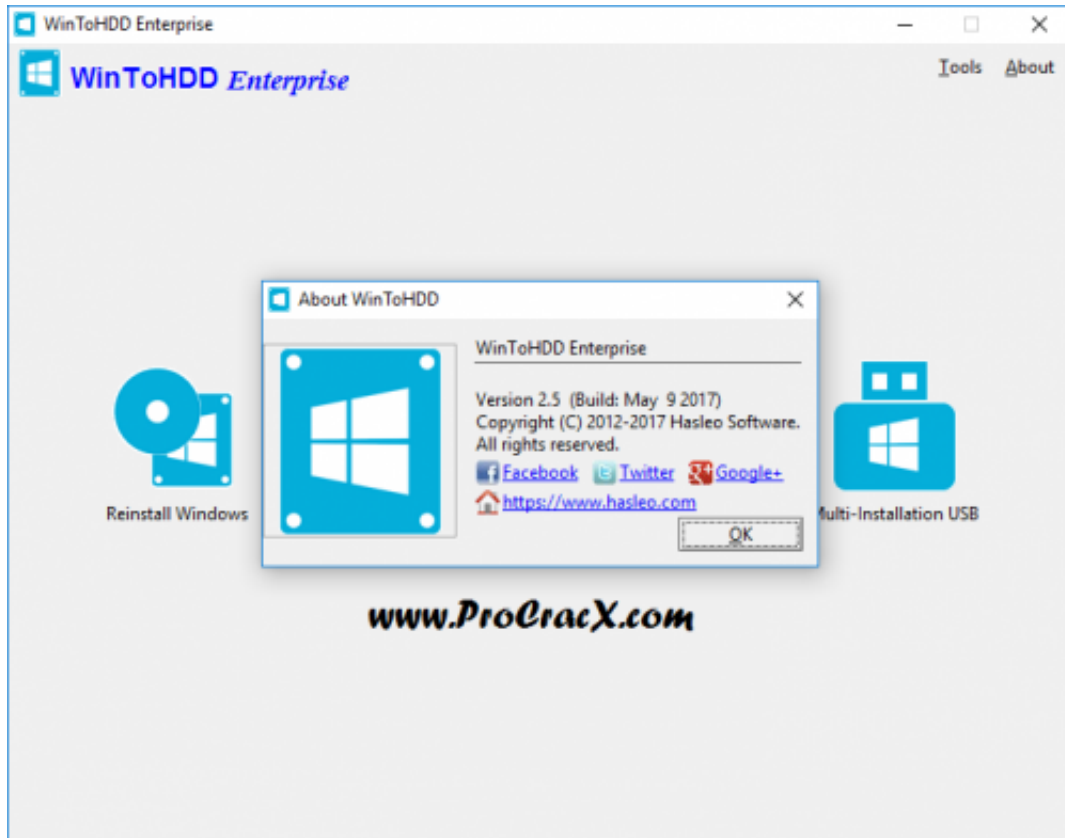 WinToHDD Enterprise
WinToHDD Enterprise
Tools About
About WinToHDD
WinToHDD Enterprise
Version 2.5 (Build: May 9 2017)
Copyright (C) 2012-2017 Hasleo Software.
All rights reserved.
Facebook Twitter Google+
https://www.hasleo.com
OK
Reinstall Windows
ulti-Installation USB
www.ProCracX.com